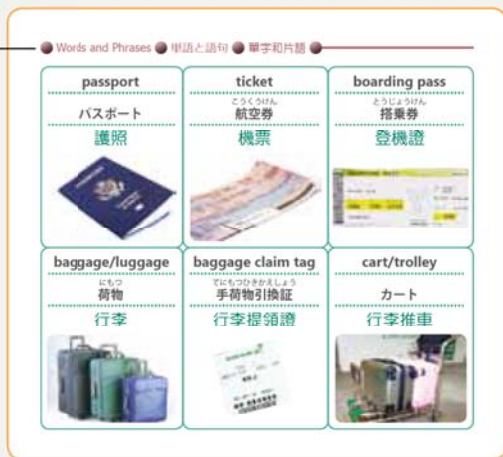 Words and Phrases 単語と語句 單字和片語
passport
パスポート
護照
ticket
こうくうけん
航空券
機票
boarding pass
とうじょうけん
搭乗券
登機證
baggage/luggage
にもつ
荷物
行李
baggage claim tag
てにもつひきかえしょう
手荷物引換証
行李提領證
cart/trolley
カート
行李推車